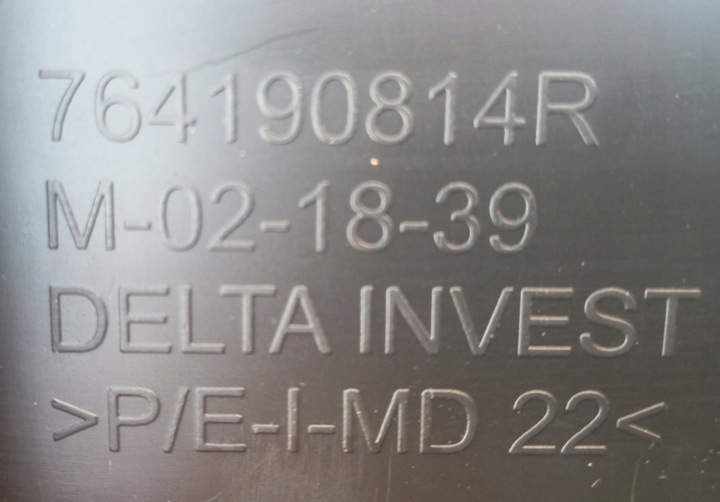 764190814R
M-02-18-39
DELTA INVEST
>P/E-I-MD 22<